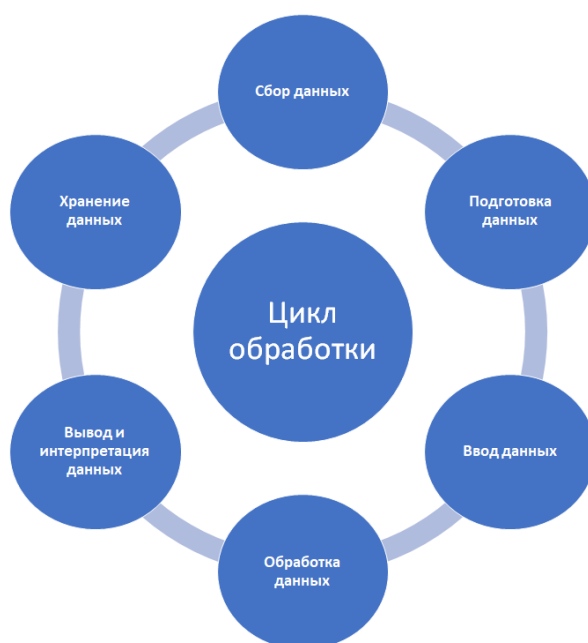 Сбор данных
Подготовка
данных
Ввод данных
Обработка
данных
Вывод и
интерпретация
данных
Хранение
данных
Цикл
обработки